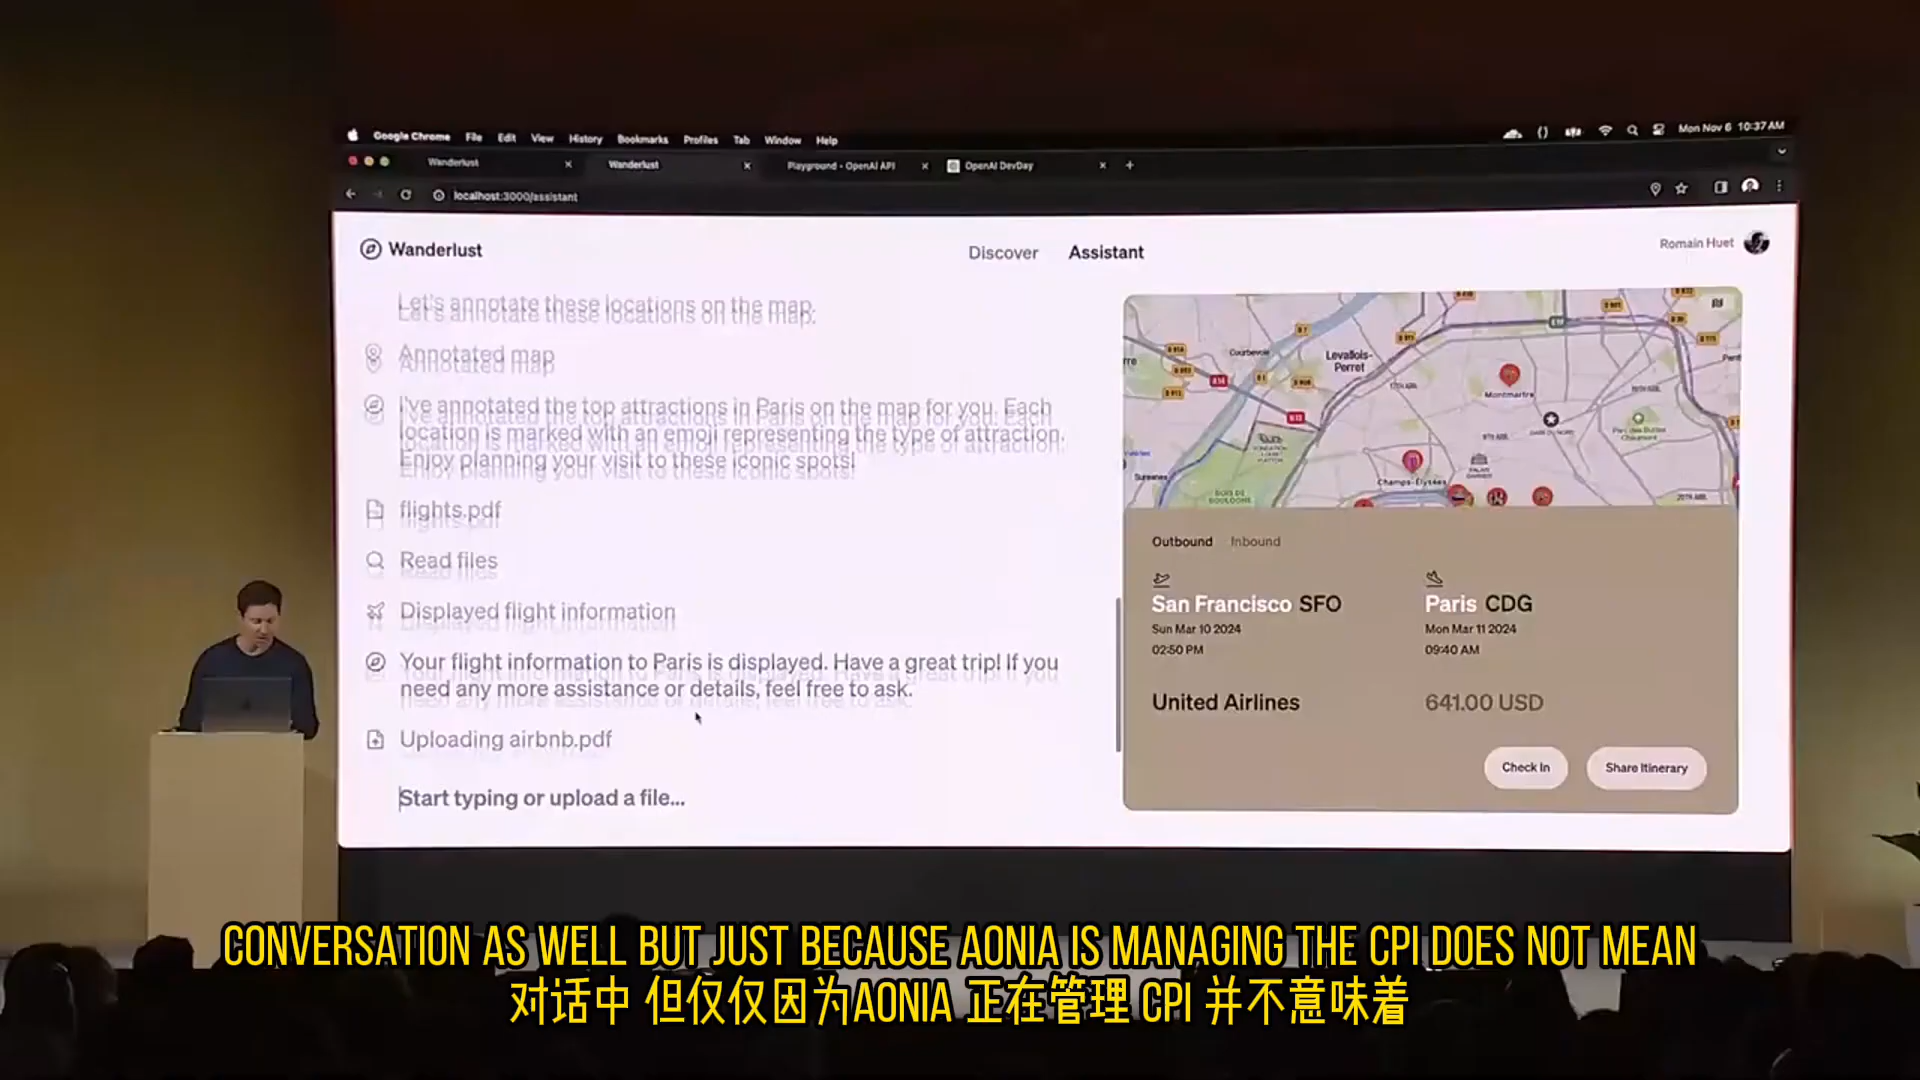 Google Chrome File Edit View History Bookmarks Profiles Tab Window Help
Mon Nov 6 10:37 AM
Wanderlust
Wanderlust
Playground - OpenAI API
OpenAI DevDay
localhost:3000/assistant
Wanderlust
Discover Assistant
Romain Huet
Let's annotate these locations on the map.
Annotated map
I've annotated the top attractions in Paris on the map for you. Each
location is marked with an emoji representing the type of attraction.
Enjoy planning your visit to these iconic spots!
flights.pdf
Read files
Displayed flight information
Your flight information to Paris is displayed. Have a great trip! If you
need any more assistance or details, feel free to ask.
Uploading airbnb.pdf
Start typing or upload a file...
Courbevoie
Levallois-
Perret
Montmartre
Champs-Élysées
Suresnes
BOIS DE
BOULOGNE
Outbound Inbound
San Francisco SFO
Sun Mar 10 2024
02:50 PM
Paris CDG
Mon Mar 11 2024
09:40 AM
United Airlines
641.00 USD
Check In
Share Itinerary
CONVERSATION AS WELL BUT JUST BECAUSE AONIA IS MANAGING THE CPI DOES NOT MEAN
对话中 但仅仅因为AONIA 正在管理 CPI 并不意味着